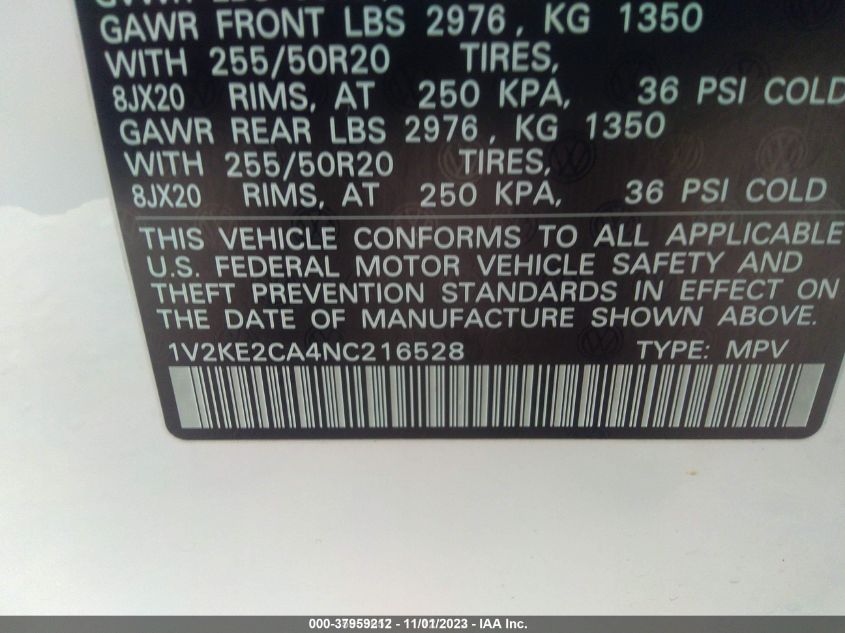 GAWR FRONT LBS 2976, KG 1350
WITH 255/50R20 TIRES,
8JX20 RIMS, AT 250 KPA, 36 PSI COLD
GAWR REAR LBS 2976, KG 1350
WITH 255/50R20 TIRES,
8JX20 RIMS, AT 250 KPA, 36 PSI COLD
THIS VEHICLE CONFORMS TO ALL APPLICABLE
U.S. FEDERAL MOTOR VEHICLE SAFETY AND
THEFT PREVENTION STANDARDS IN EFFECT ON
THE DATE OF MANUFACTURE SHOWN ABOVE.
1V2KE2CA4NC216528 TYPE: MPV
000-37959212 - 11/01/2023 - IAA Inc.